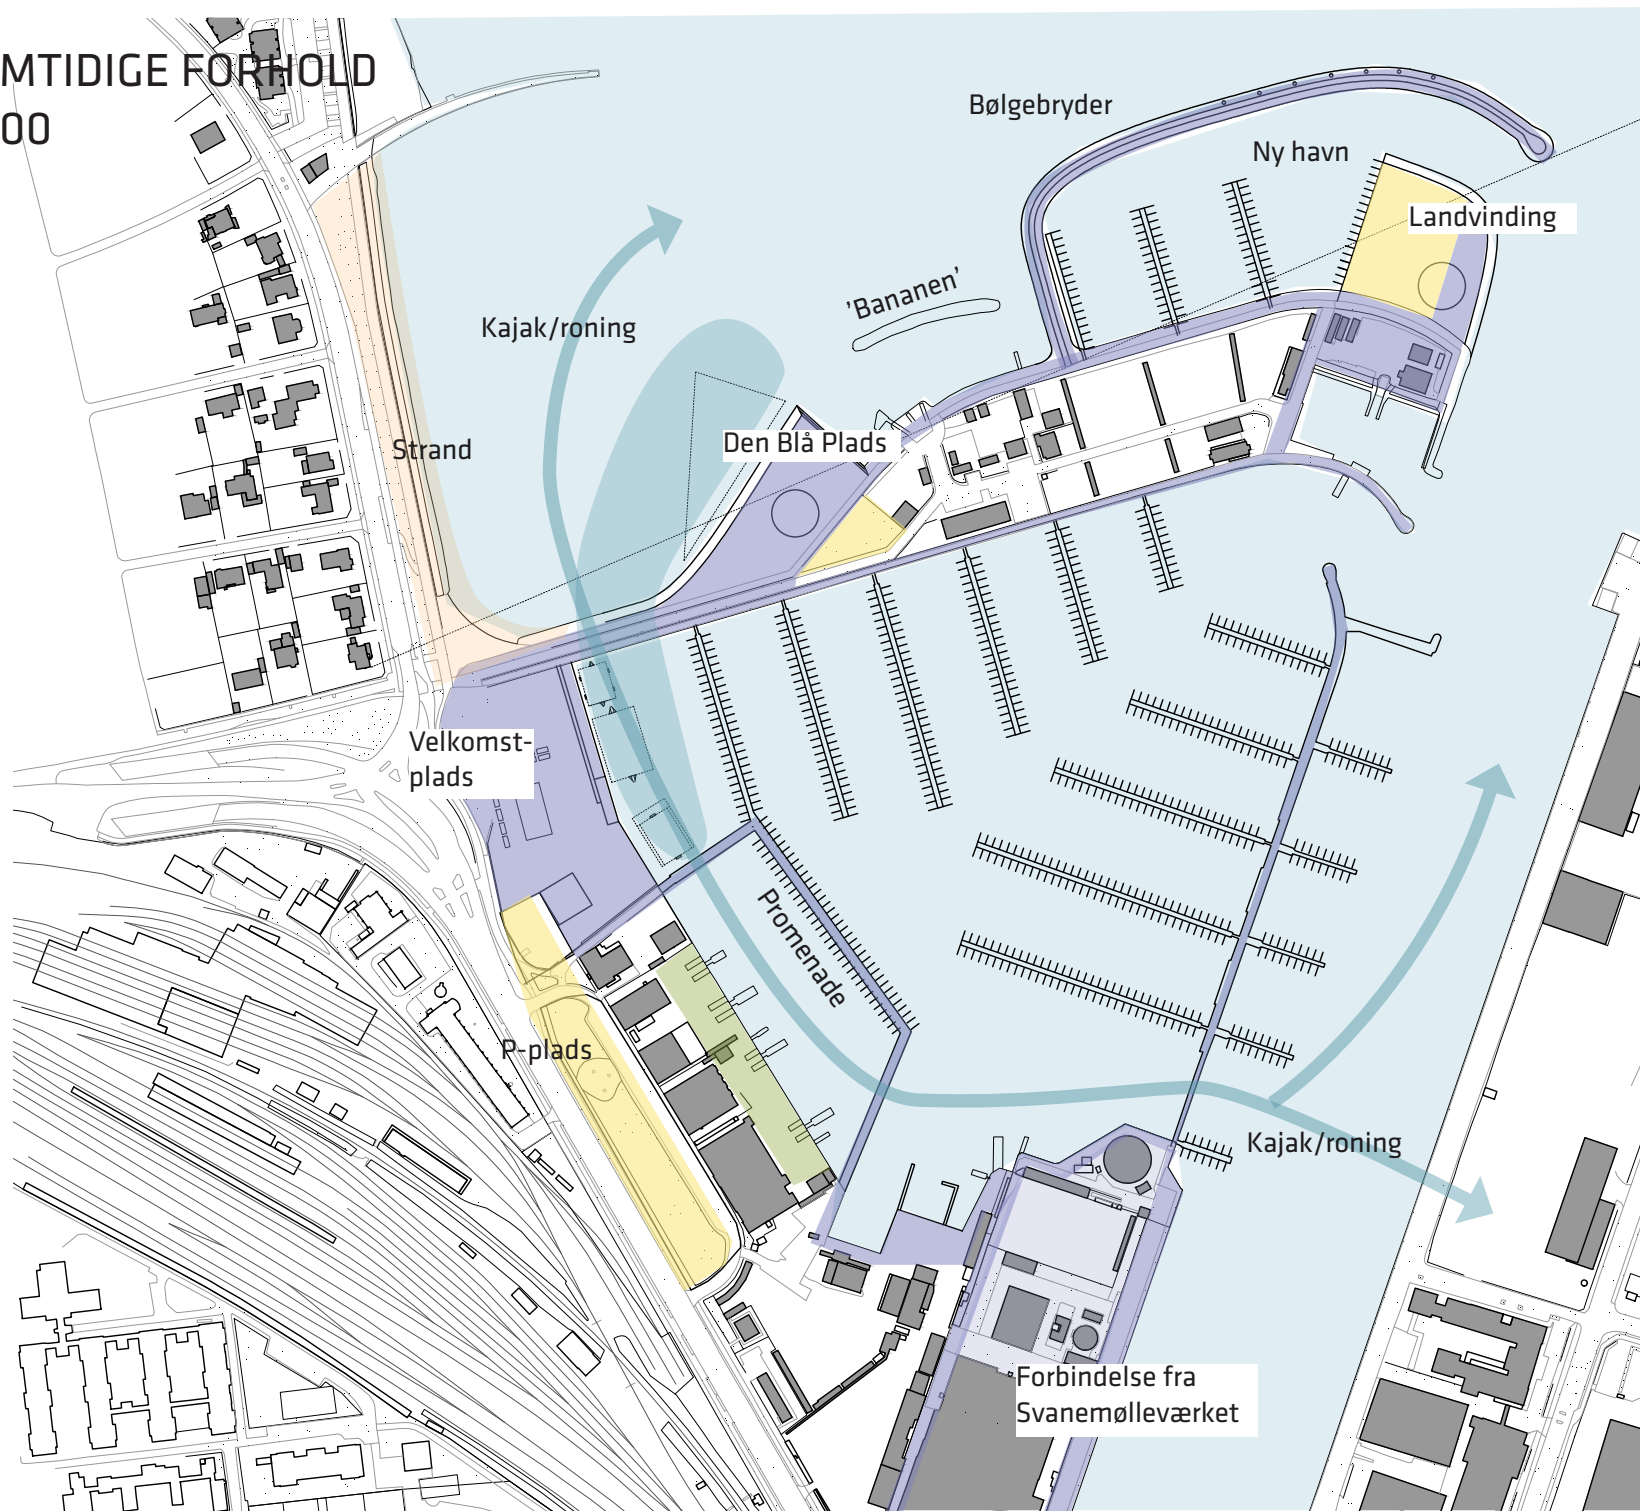 MTIDIGE FORHOLD
00
Bølgebryder
Ny havn
Landvinding
'Bananen'
Kajak/roning
Den Blå Plads
Strand
Velkomst-
plads
Promenade
P-plads
Kajak/roning
Forbindelse fra
Svanemølleværket